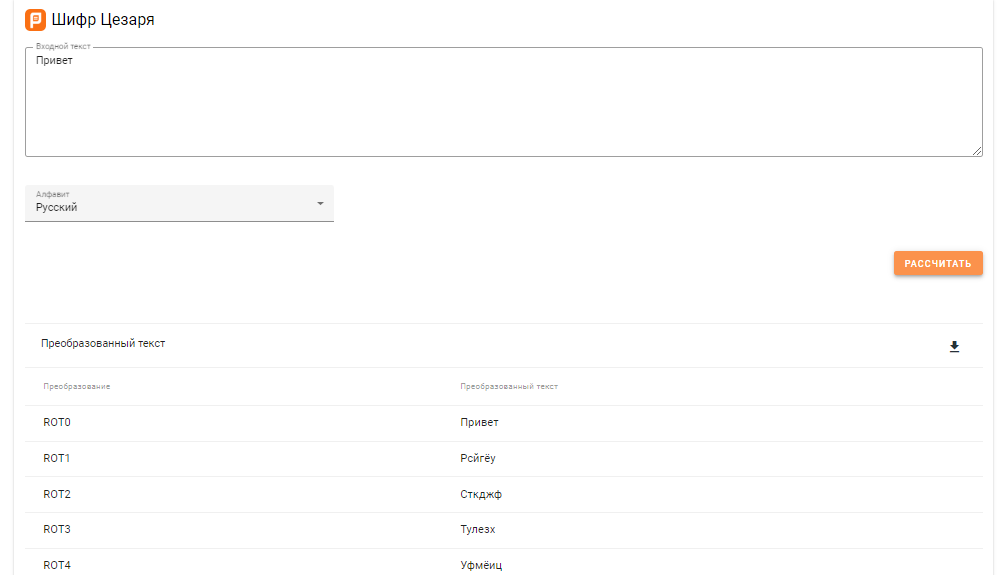 Шифр Цезаря
Входной текст
Привет
Алфавит
Русский
РАССЧИТАТЬ
Преобразованный текст
Преобразование Преобразованный текст
ROT0 Привет
ROT1 Рсйгёу
ROT2 Сткджф
ROT3 Тулезх
ROT4 Уфмёиц